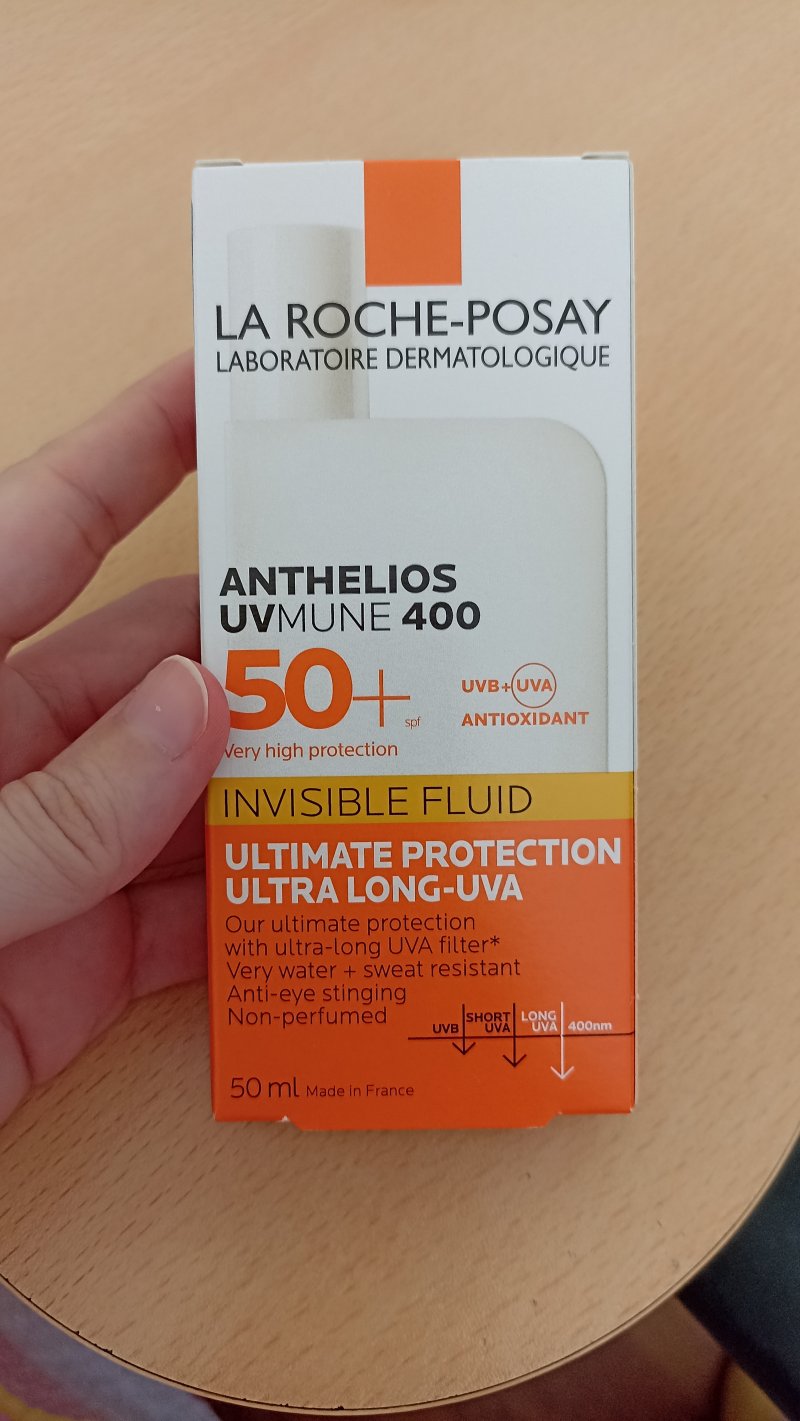 LA ROCHE-POSAY
LABORATOIRE DERMATOLOGIQUE
ANTHELIOS
UVMUNE 400
50+ spf
Very high protection
UVB+UVA
ANTIOXIDANT
INVISIBLE FLUID
ULTIMATE PROTECTION
ULTRA LONG-UVA
Our ultimate protection
with ultra-long UVA filter*
Very water + sweat resistant
Anti-eye stinging
Non-perfumed
UVB
SHORT
UVA
LONG
UVA
400nm
50 ml Made in France